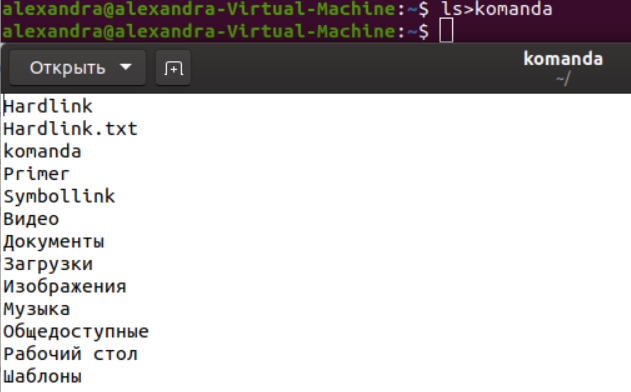 alexandra@alexandra-Virtual-Machine:~$ ls>komanda
alexandra@alexandra-Virtual-Machine:~$
Открыть
komanda
~/
Hardlink
Hardlink.txt
komanda
Primer
Symbollink
Видео
Документы
Загрузки
Изображения
Музыка
Общедоступные
Рабочий стол
Шаблоны